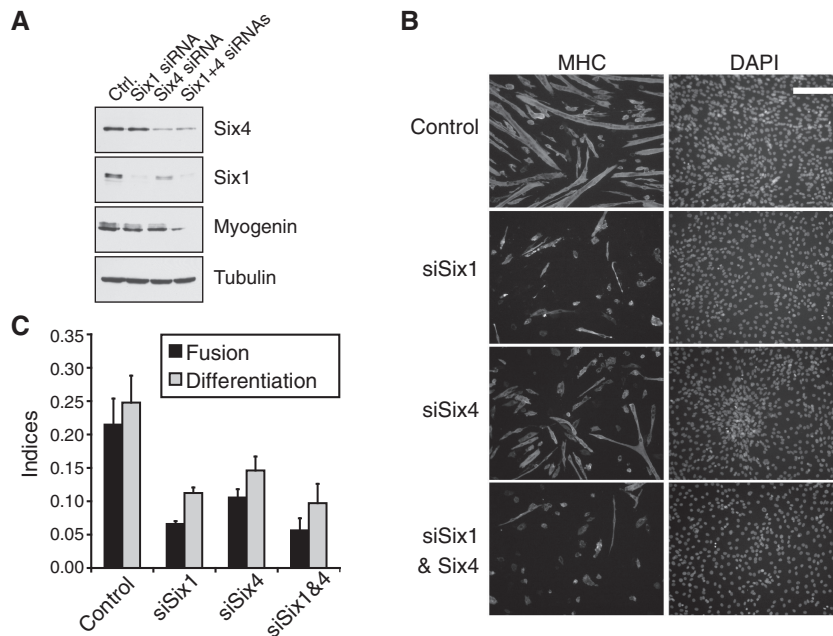 A
Ctrl.
Six1 siRNA
Six4 siRNA
Six1+4 siRNAs
Six4
Six1
Myogenin
Tubulin
B
MHC
DAPI
Control
siSix1
siSix4
siSix1
& Six4
C
Fusion
Differentiation
Indices
0.35
0.30
0.25
0.20
0.15
0.10
0.05
0.00
Control
siSix1
siSix4
siSix1&4